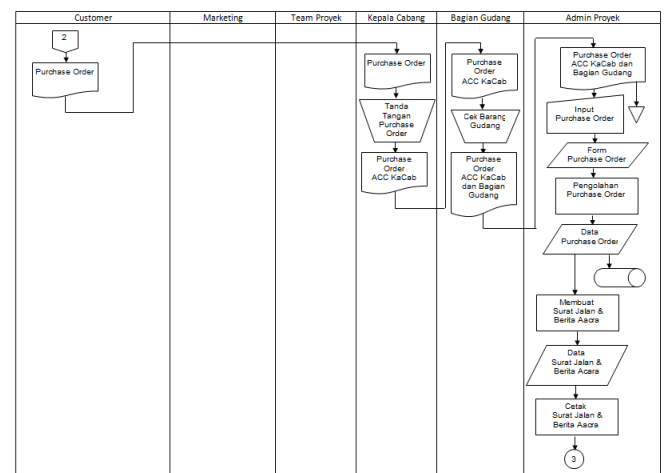 Customer
Marketing
Team Proyek
Kepala Cabang
Bagian Gudang
Admin Proyek
2
Purchase Order
Purchase Order
Tanda
Tangan
Purchase
Order
Purchase
Order
ACC KaCab
Purchase
Order
ACC KaCab
Cek Barang
Gudang
Purchase
Order
ACC KaCab
dan Bagian
Gudang
Purchase Order
ACC KaCab dan
Bagian Gudang
Input
Purchase Order
Form
Purchase Order
Pengolahan
Purchase Order
Data
Purchase Order
Membuat
Surat Jalan &
Berita Aacra
Data
Surat Jalan &
Berita Acara
Cetak
Surat Jalan &
Berita Aacra
3